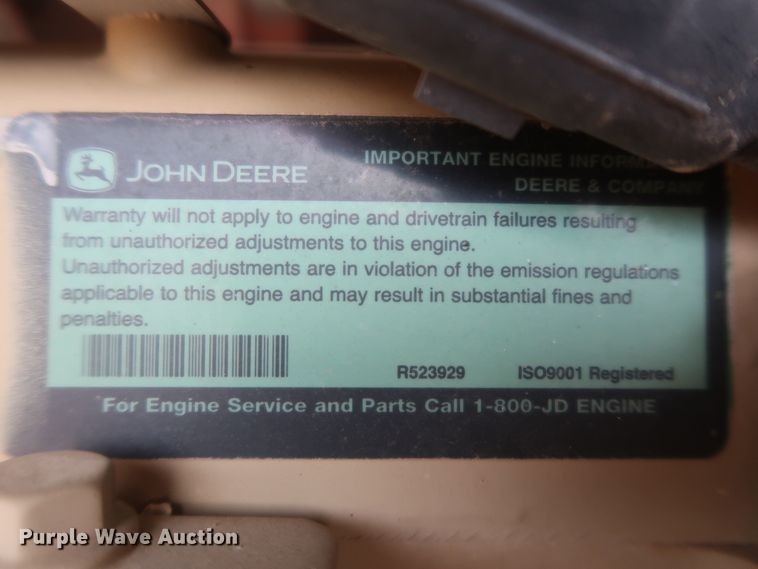 JOHN DEERE
IMPORTANT ENGINE
DEERE & COMPANY
Warranty will not apply to engine and drivetrain failures resulting
from unauthorized adjustments to this engine.
Unauthorized adjustments are in violation of the emission regulations
applicable to this engine and may result in substantial fines and
penalties.
R523929 ISO9001 Registered
For Engine Service and Parts Call 1-800-JD ENGINE
Purple Wave Auction